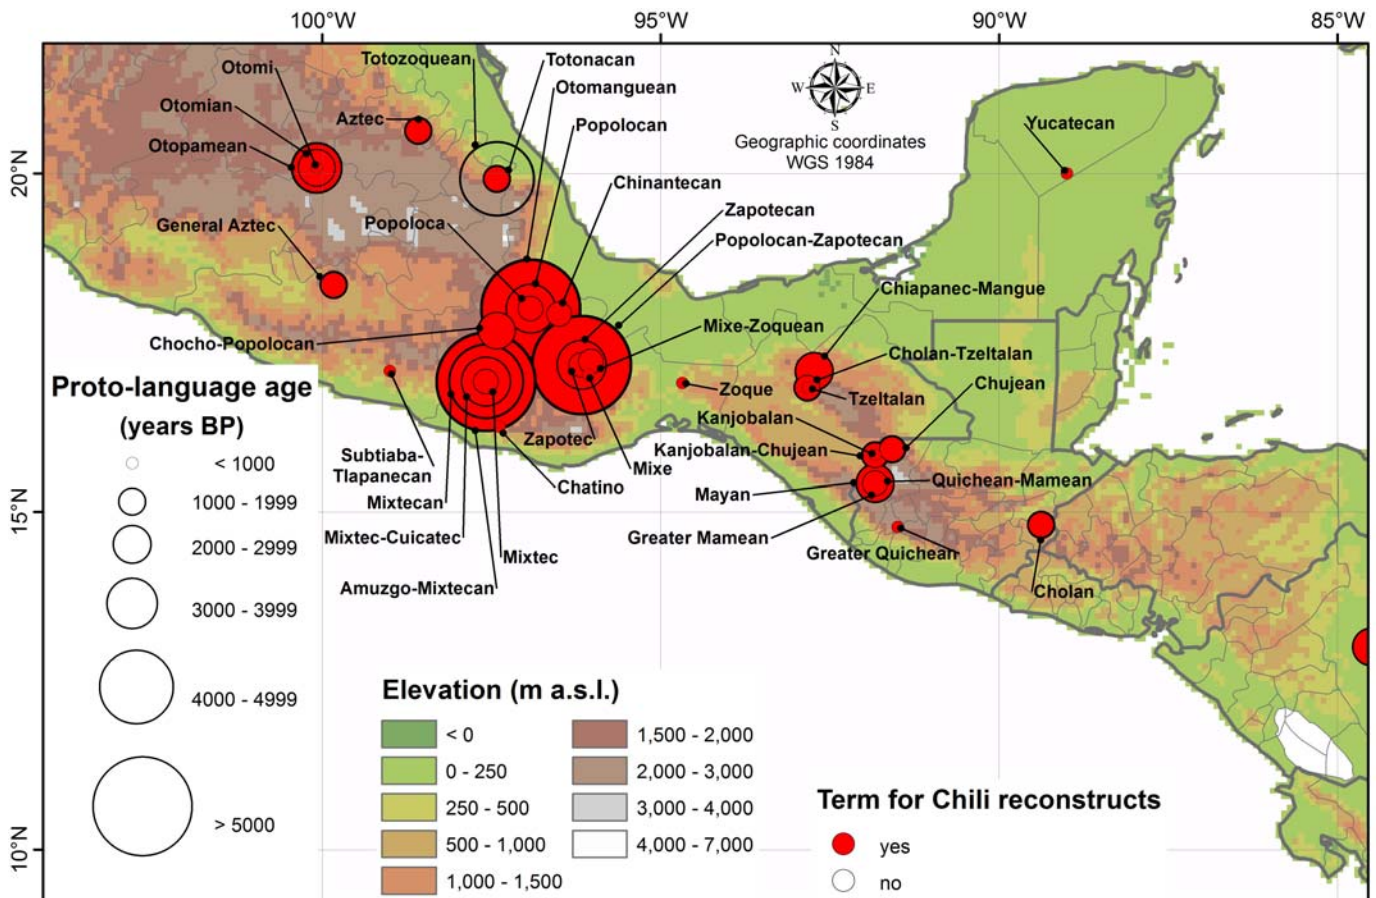 100°W
95°W
90°W
85°W
20°N
15°N
10°N
Totozoquean
Totonacan
Otomi
Otomanguean
Otomian
Aztec
Popolocan
Otopamean
N
W
E
S
Geographic coordinates
WGS 1984
Yucatecan
Chinantecan
General Aztec
Popoloca
Zapotecan
Popolocan-Zapotecan
Chiapanec-Mangue
Mixe-Zoquean
Chocho-Popolocan
Cholan-Tzeltalan
Chujean
Zoque
Tzeltalan
Kanjobalan
Zapotec
Kanjobalan-Chujean
Subtiaba-
Tlapanecan
Mixe
Quichean-Mamean
Chatino
Mayan
Mixtecan
Mixtec-Cuicatec
Greater Mamean
Mixtec
Greater Quichean
Amuzgo-Mixtecan
Cholan
Proto-language age
(years BP)
< 1000
1000 - 1999
2000 - 2999
3000 - 3999
4000 - 4999
> 5000
Elevation (m a.s.l.)
< 0
0 - 250
250 - 500
500 - 1,000
1,000 - 1,500
1,500 - 2,000
2,000 - 3,000
3,000 - 4,000
4,000 - 7,000
Term for Chili reconstructs
yes
no